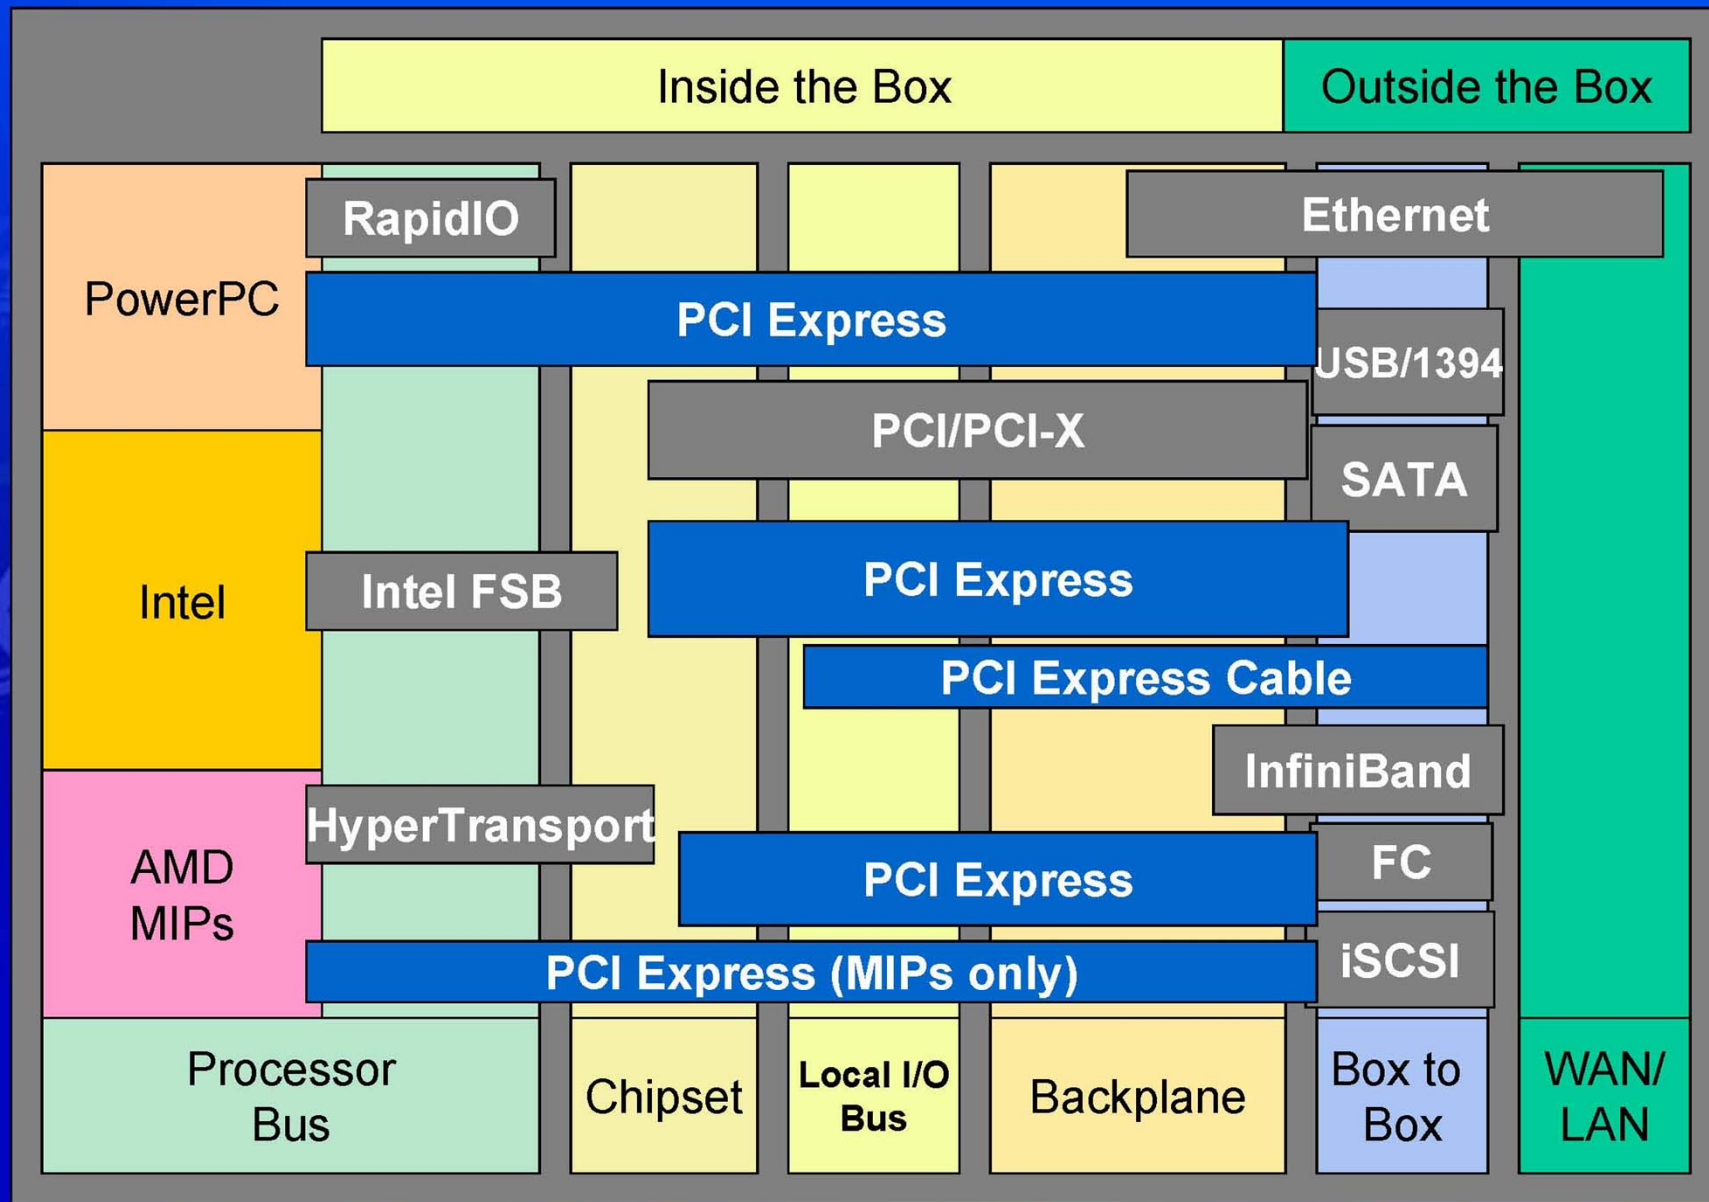 Inside the Box
Outside the Box
RapidIO
Ethernet
PowerPC
PCI Express
USB/1394
PCI/PCI-X
SATA
Intel
Intel FSB
PCI Express
PCI Express Cable
InfiniBand
HyperTransport
AMD
MIPs
PCI Express
FC
PCI Express (MIPs only)
iSCSI
Processor
Bus
Chipset
Local I/O
Bus
Backplane
Box to
Box
WAN/
LAN